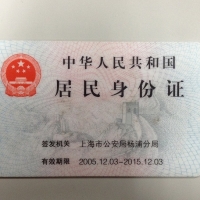 中华人民共和国
居民身份证
签发机关 上海市公安局杨浦分局
有效期限 2005.12.03-2015.12.03